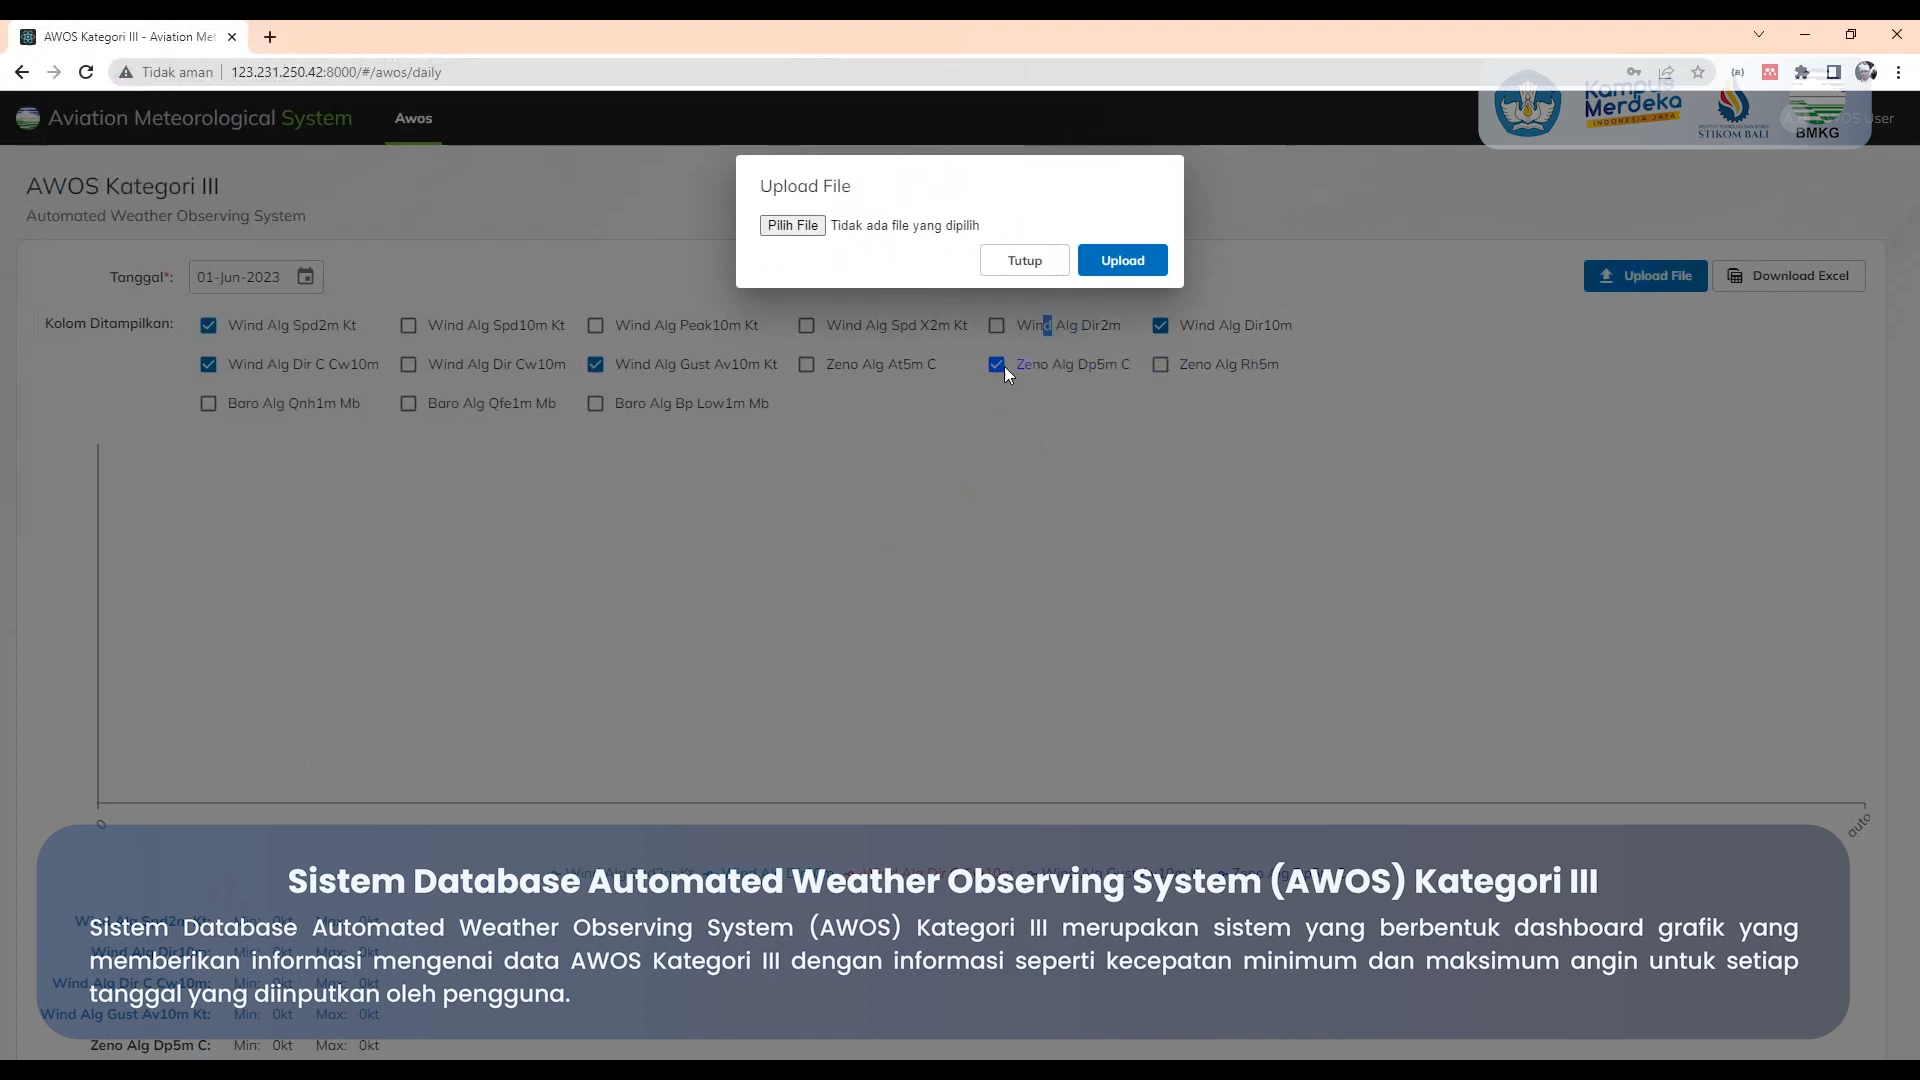 AWOS Kategori III - Aviation Met
Tidak aman
123.231.250.42:8000/#/awos/daily
Aviation Meteorological System
Awos
Kampus
Merdeka
INDONESIA JAYA
STIKOM BALI
BMKG
User
AWOS Kategori III
Automated Weather Observing System
Upload File
Pilih File Tidak ada file yang dipilih
Tutup
Upload
Tanggal*:
01-Jun-2023
Upload File
Download Excel
Kolom Ditampilkan:
Wind Alg Spd2m Kt
Wind Alg Spd10m Kt
Wind Alg Peak10m Kt
Wind Alg Spd X2m Kt
Wind Alg Dir2m
Wind Alg Dir10m
Wind Alg Dir C Cw10m
Wind Alg Dir Cw10m
Wind Alg Gust Av10m Kt
Zeno Alg At5m C
Zeno Alg Dp5m C
Zeno Alg Rh5m
Baro Alg Qnh1m Mb
Baro Alg Qfe1m Mb
Baro Alg Bp Low1m Mb
0
auto
Sistem Database Automated Weather Observing System (AWOS) Kategori III
Sistem Database Automated Weather Observing System (AWOS) Kategori III merupakan sistem yang berbentuk dashboard grafik yang
memberikan informasi mengenai data AWOS Kategori III dengan informasi seperti kecepatan minimum dan maksimum angin untuk setiap
tanggal yang diinputkan oleh pengguna.
Wind Alg Spd2m Kt: Min: 0kt Max: 0kt
Wind Alg Dir10m: Min: 0kt Max: 0kt
Wind Alg Dir C Cw10m: Min: 0kt Max: 0kt
Wind Alg Gust Av10m Kt: Min: 0kt Max: 0kt
Zeno Alg Dp5m C: Min: 0kt Max: 0kt